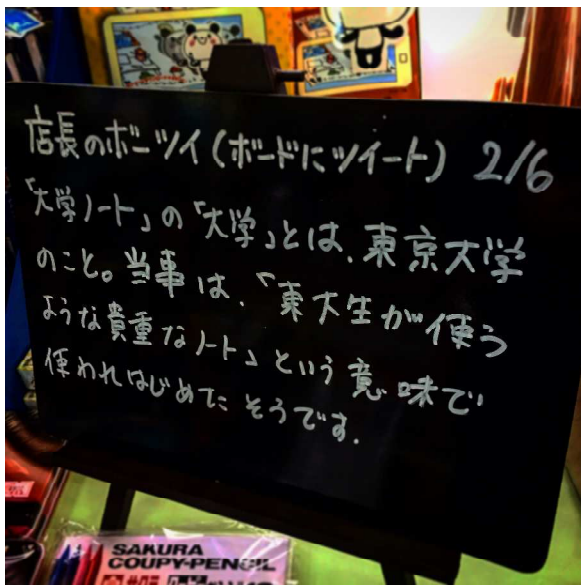 店長のボーツイ(ボードにツイート) 2/6
「大学ノート」の「大学」とは、東京大学
のこと。当事は、「東大生が使う
ような貴重なノート」という意味で
使われはじめたそうです。
SAKURA
COUPY-PENCIL